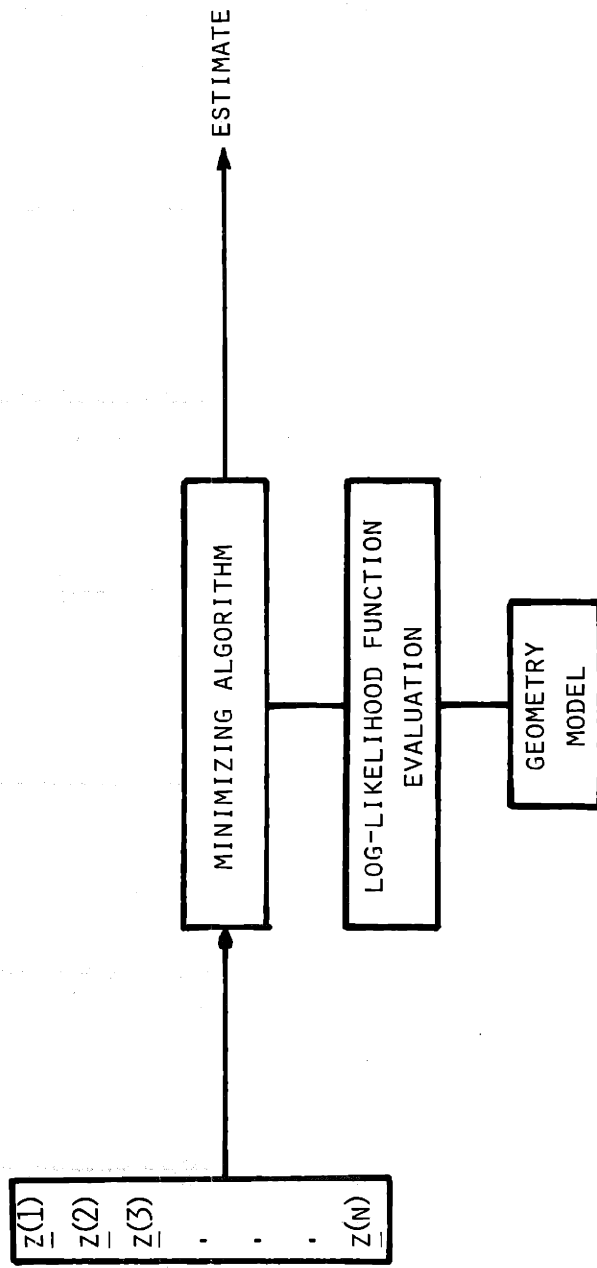 z(1)
z(2)
z(3)
.
.
.
z(N)
MINIMIZING ALGORITHM
ESTIMATE
LOG-LIKELIHOOD FUNCTION
EVALUATION
GEOMETRY
MODEL